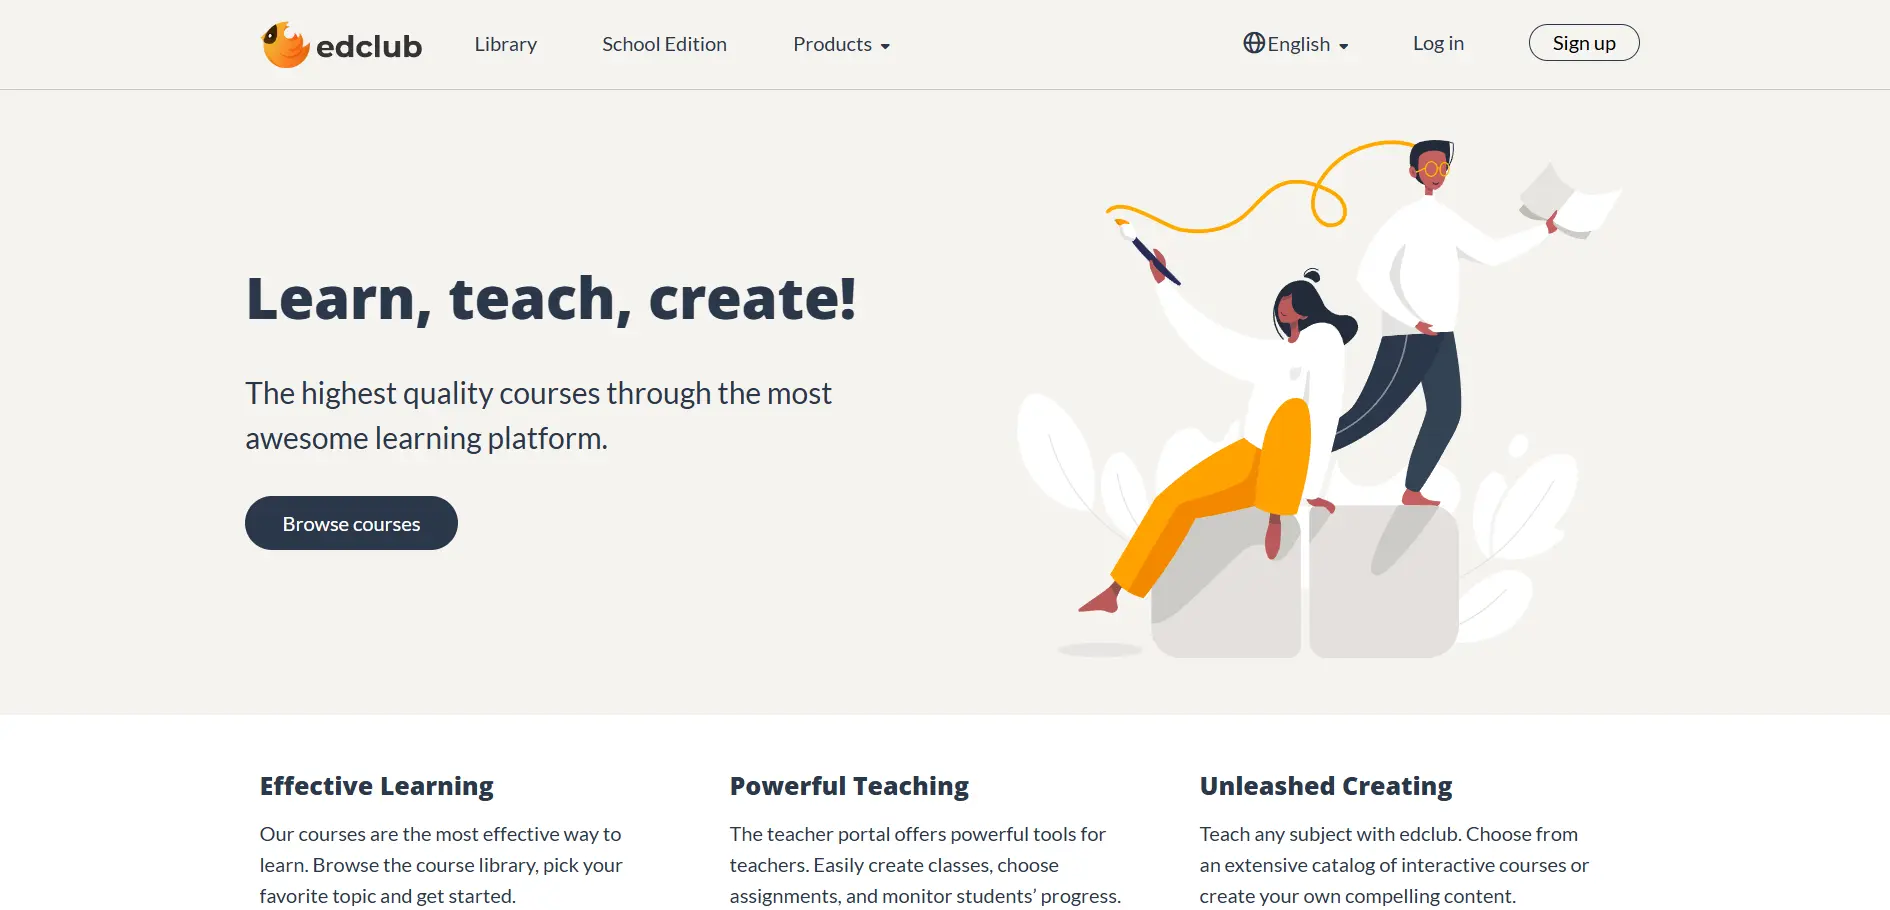 edclub
Library
School Edition
Products
English
Log in
Sign up
Learn, teach, create!
The highest quality courses through the most
awesome learning platform.
Browse courses
Effective Learning
Our courses are the most effective way to
learn. Browse the course library, pick your
favorite topic and get started.
Powerful Teaching
The teacher portal offers powerful tools for
teachers. Easily create classes, choose
assignments, and monitor students’ progress.
Unleashed Creating
Teach any subject with edclub. Choose from
an extensive catalog of interactive courses or
create your own compelling content.